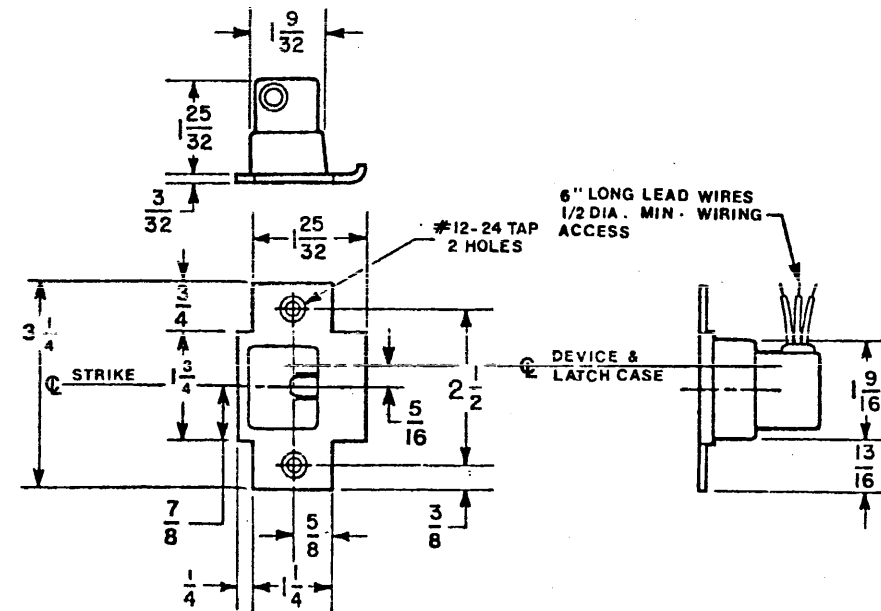 1 9/32
1 25/32
3/32
6" LONG LEAD WIRES
1/2 DIA. MIN. WIRING
ACCESS
#12-24 TAP
2 HOLES
1 25/32
3/4
3 1/4
℄ STRIKE
1 3/4
2 1/2
℄ DEVICE &
LATCH CASE
5/16
1 9/16
13/16
7/8
5/8
3/8
1/4
1 1/4